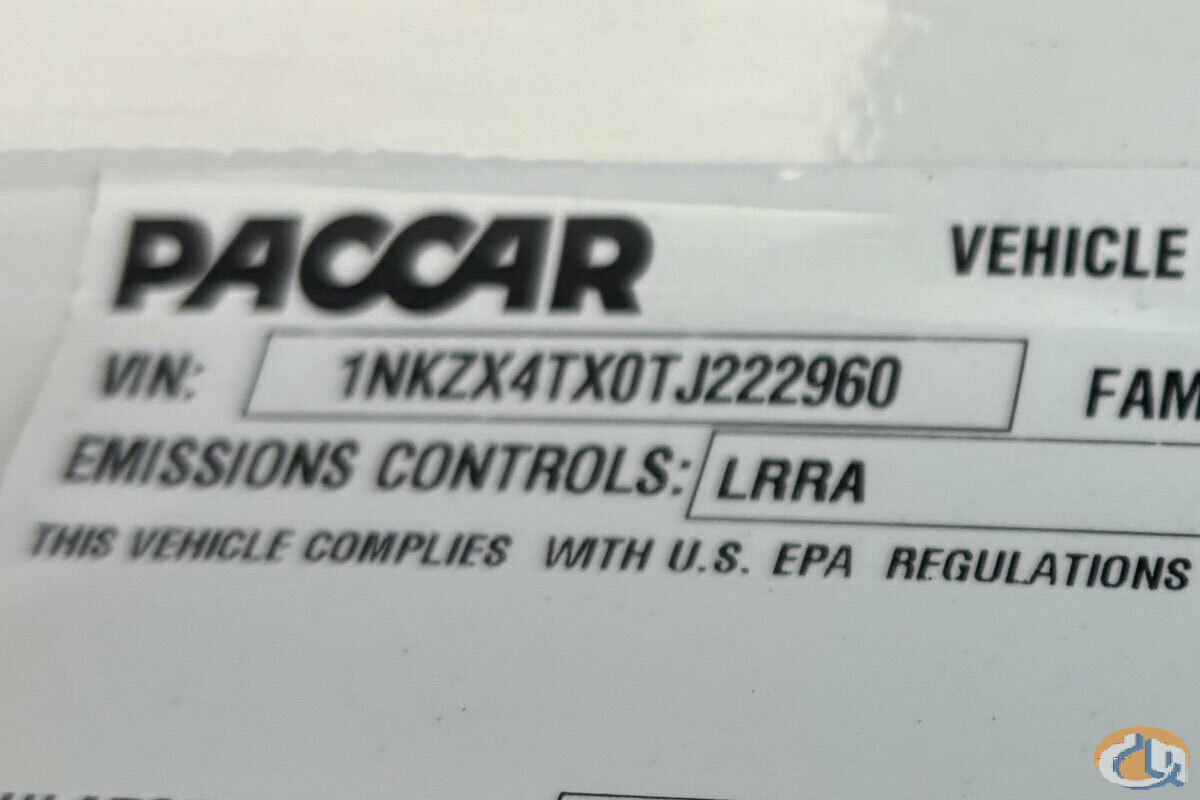 PACCAR
VEHICLE
VIN: 1NKZX4TX0TJ222960
FAM
EMISSIONS CONTROLS: LRRA
THIS VEHICLE COMPLIES WITH U.S. EPA REGULATIONS